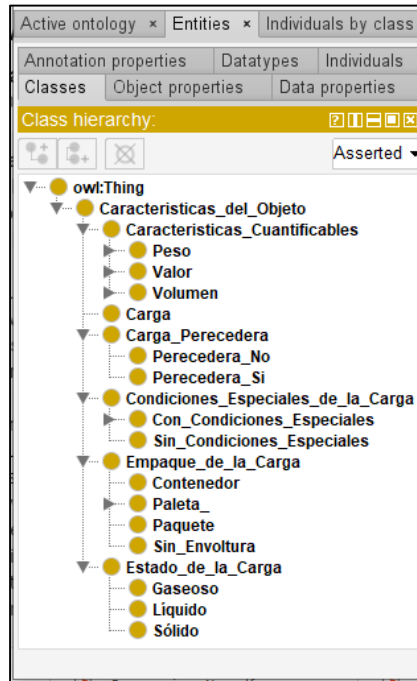 Active ontology × Entities × Individuals by class
Annotation properties Datatypes Individuals
Classes Object properties Data properties
Class hierarchy:
Asserted
owl:Thing
Caracteristicas_del_Objeto
Caracteristicas_Cuantificables
Peso
Valor
Volumen
Carga
Carga_Perecedera
Perecedera_No
Perecedera_Si
Condiciones_Especiales_de_la_Carga
Con_Condiciones_Especiales
Sin_Condiciones_Especiales
Empaque_de_la_Carga
Contenedor
Paleta_
Paquete
Sin_Envoltura
Estado_de_la_Carga
Gaseoso
Líquido
Sólido